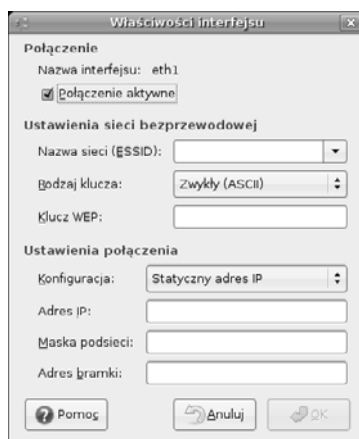 Właściwości interfejsu
Połączenie
Nazwa interfejsu: eth1
Połączenie aktywne
Ustawienia sieci bezprzewodowej
Nazwa sieci (ESSID):
Rodzaj klucza: Zwykły (ASCII)
Klucz WEP:
Ustawienia połączenia
Konfiguracja: Statyczny adres IP
Adres IP:
Maska podsieci:
Adres bramki:
Pomoc Anuluj OK